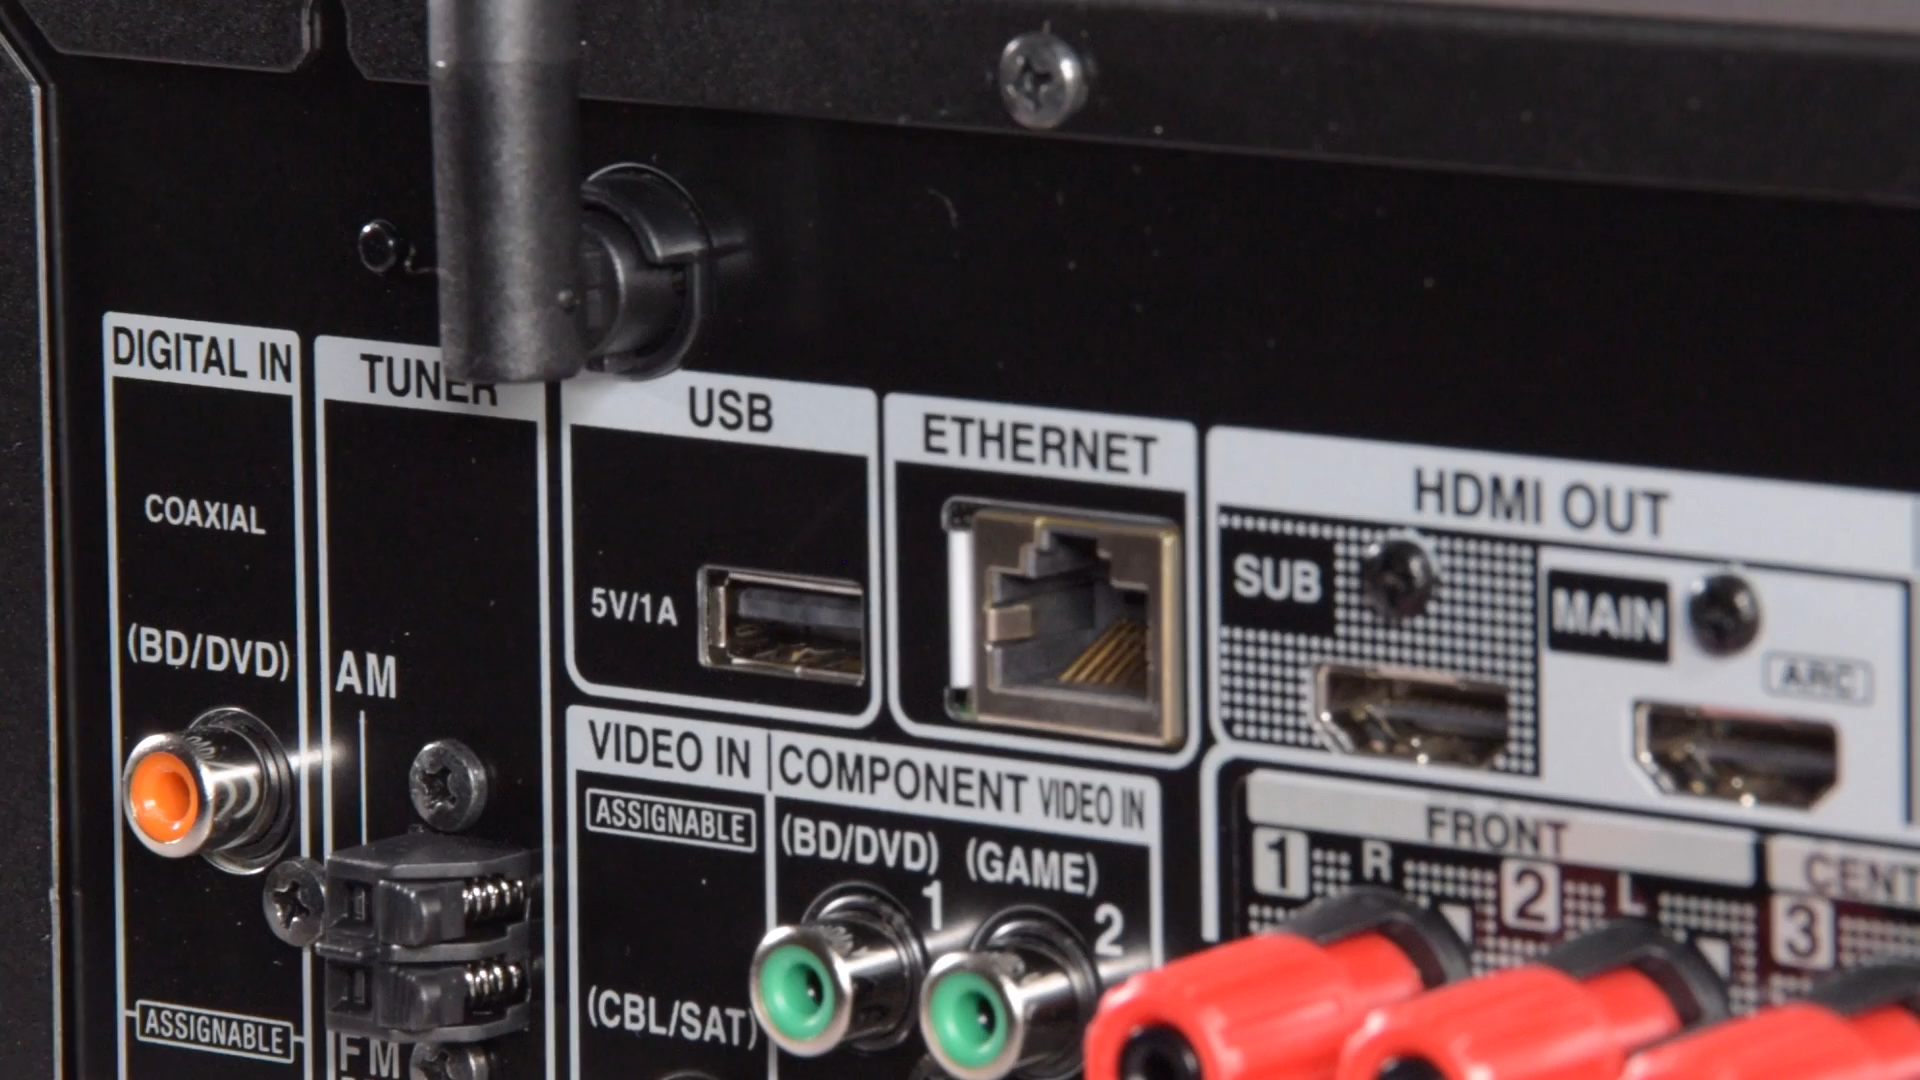 DIGITAL IN
COAXIAL
(BD/DVD)
ASSIGNABLE
TUNER
AM
FM
USB
5V/1A
ETHERNET
HDMI OUT
SUB
MAIN
ARC
VIDEO IN
ASSIGNABLE
(CBL/SAT)
COMPONENT VIDEO IN
(BD/DVD) (GAME)
1 2
FRONT
1 R 2 L
3